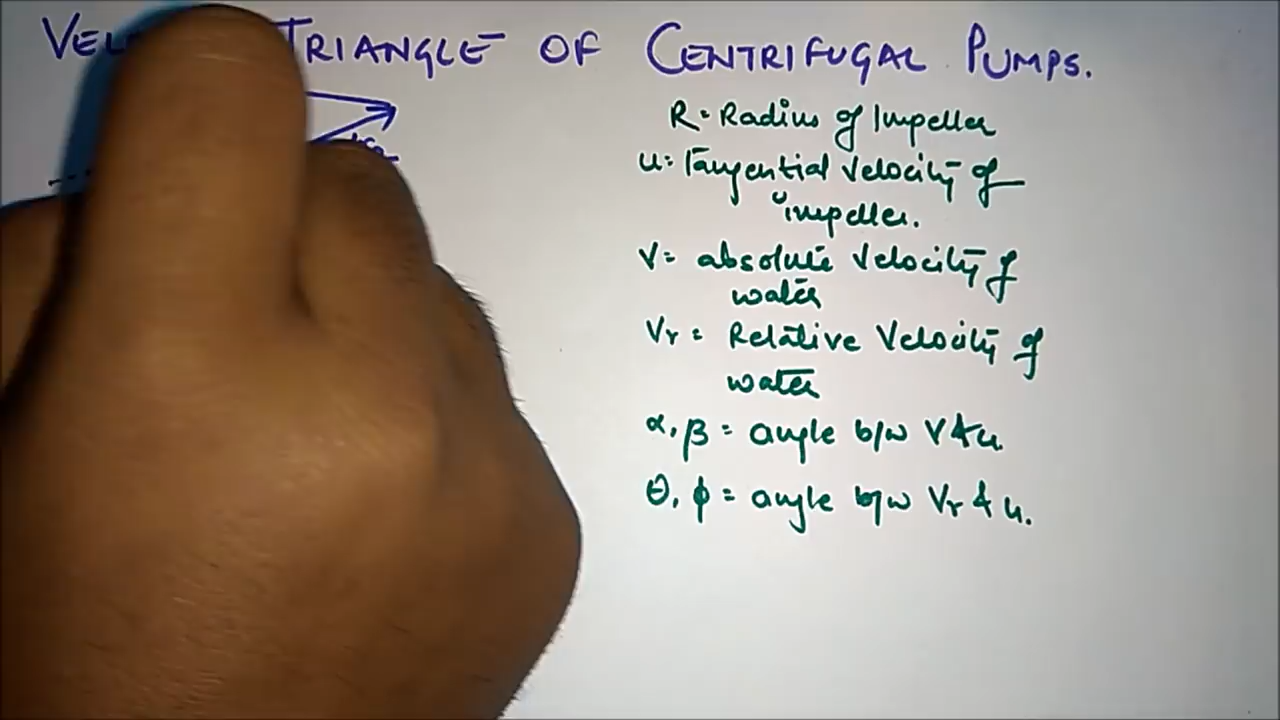 TRIANGLE OF CENTRIFUGAL PUMPS.
R = Radius of Impeller
u = Tangential Velocity of
impeller.
V = absolute Velocity of
water
Vr = Relative Velocity of
water
α, β = angle b/w V & u.
θ, ϕ = angle b/w Vr & u.